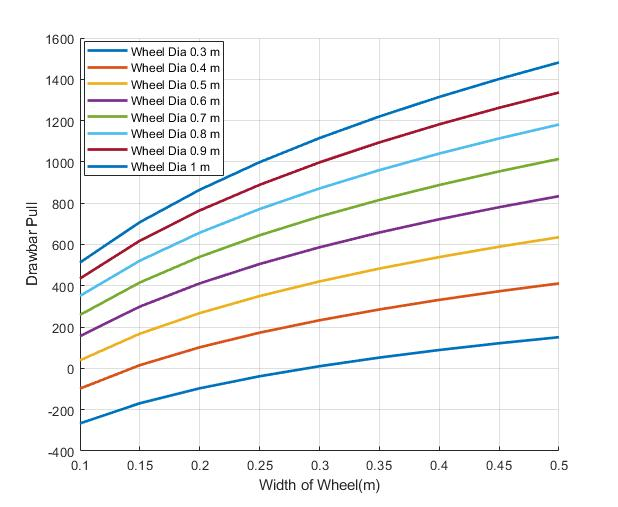 1600
1400
1200
1000
800
600
400
200
0
-200
-400
Drawbar Pull
Wheel Dia 0.3 m
Wheel Dia 0.4 m
Wheel Dia 0.5 m
Wheel Dia 0.6 m
Wheel Dia 0.7 m
Wheel Dia 0.8 m
Wheel Dia 0.9 m
Wheel Dia 1 m
0.1 0.15 0.2 0.25 0.3 0.35 0.4 0.45 0.5
Width of Wheel(m)